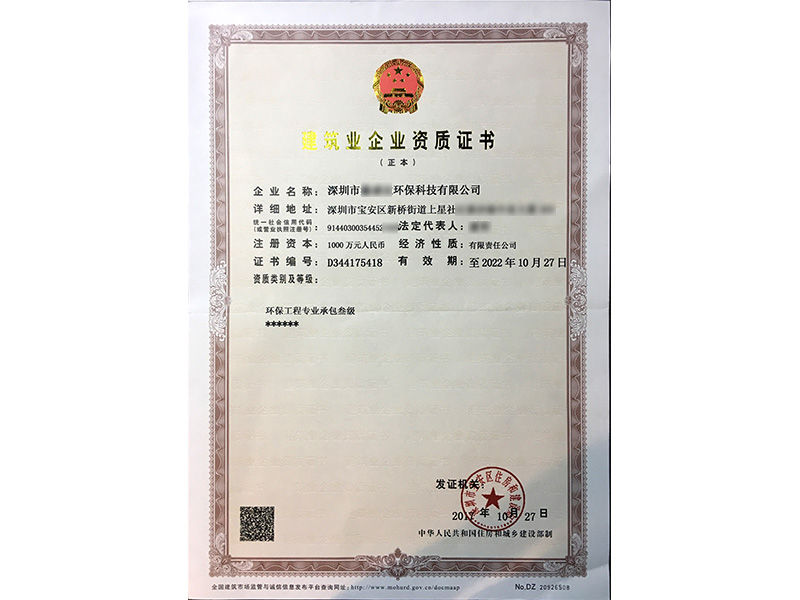 建筑业企业资质证书
(正本)
企业名称：深圳市 环保科技有限公司
详细地址：深圳市宝安区新桥街道上星社
统一社会信用代码
(或营业执照注册号)：91440300354452 法定代表人：
注册资本：1000万元人民币 经济性质：有限责任公司
证书编号：D344175418 有效期：至2022年10月27日
资质类别及等级：
环保工程专业承包叁级
******
发证机关：
年10月27日
中华人民共和国住房和城乡建设部制
全国建筑市场监管与诚信信息发布平台查询网址：http://www.mohurd.gov.cn/docmaap
No.DZ 20926508